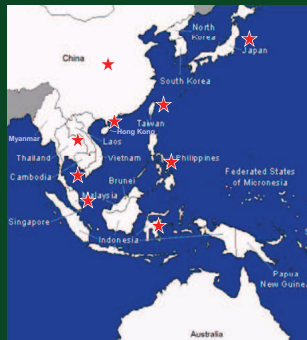 North
Korea
Japan
China
South Korea
Taiwan
Hong Kong
Myanmar
Laos
Thailand
Vietnam
Philippines
Cambodia
Brunei
Federated States
of Micronesia
Malaysia
Singapore
Indonesia
Papua
New Guinea
Australia